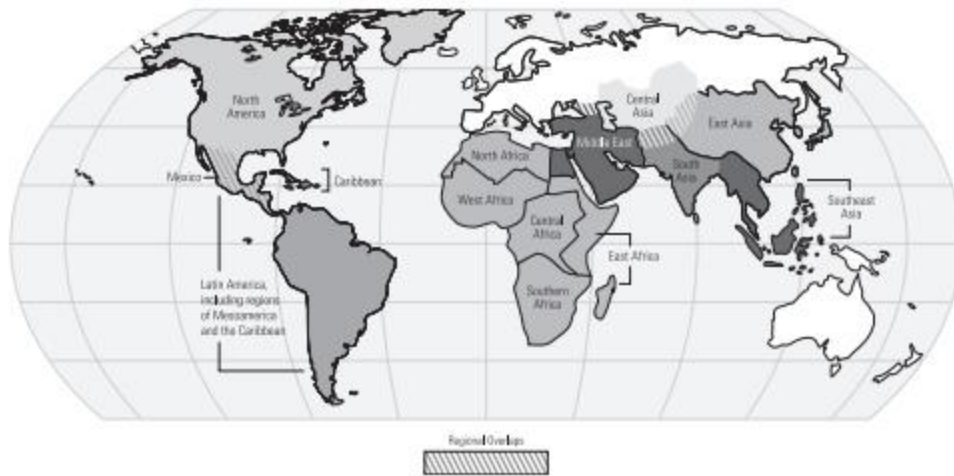 North
America
Mexico
Caribbean
Latin America,
including regions
of Mesoamerica
and the Caribbean
North Africa
West Africa
Central
Africa
East Africa
Southern
Africa
Middle East
Central
Asia
East Asia
South
Asia
Southeast
Asia
Regional Overlaps